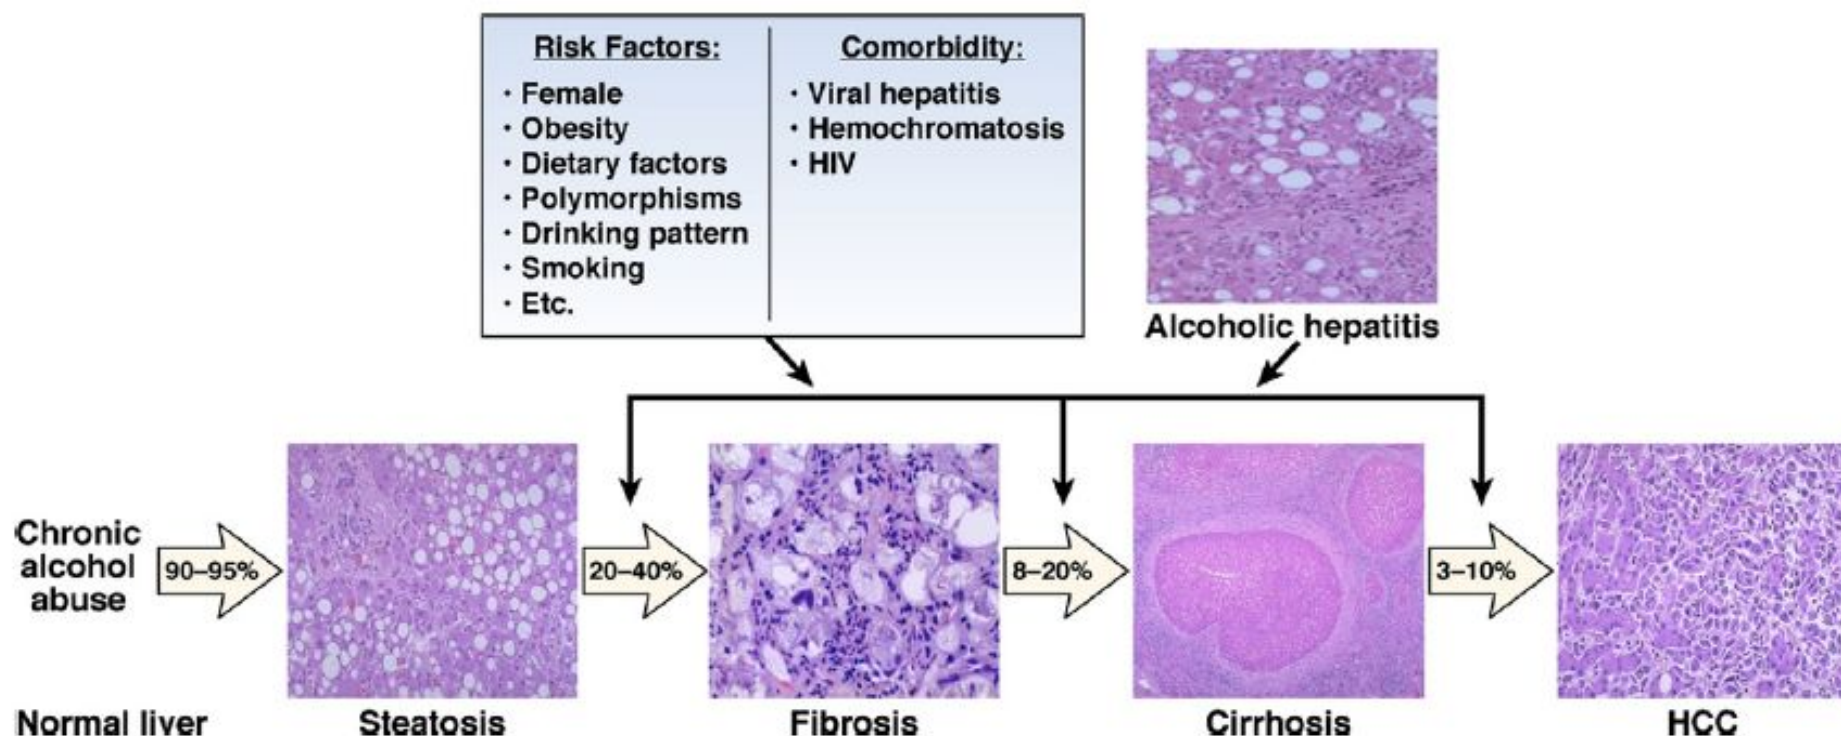 Risk Factors:
· Female
· Obesity
· Dietary factors
· Polymorphisms
· Drinking pattern
· Smoking
· Etc.
Comorbidity:
· Viral hepatitis
· Hemochromatosis
· HIV
Alcoholic hepatitis
Chronic
alcohol
abuse
90–95%
20–40%
8–20%
3–10%
Normal liver
Steatosis
Fibrosis
Cirrhosis
HCC